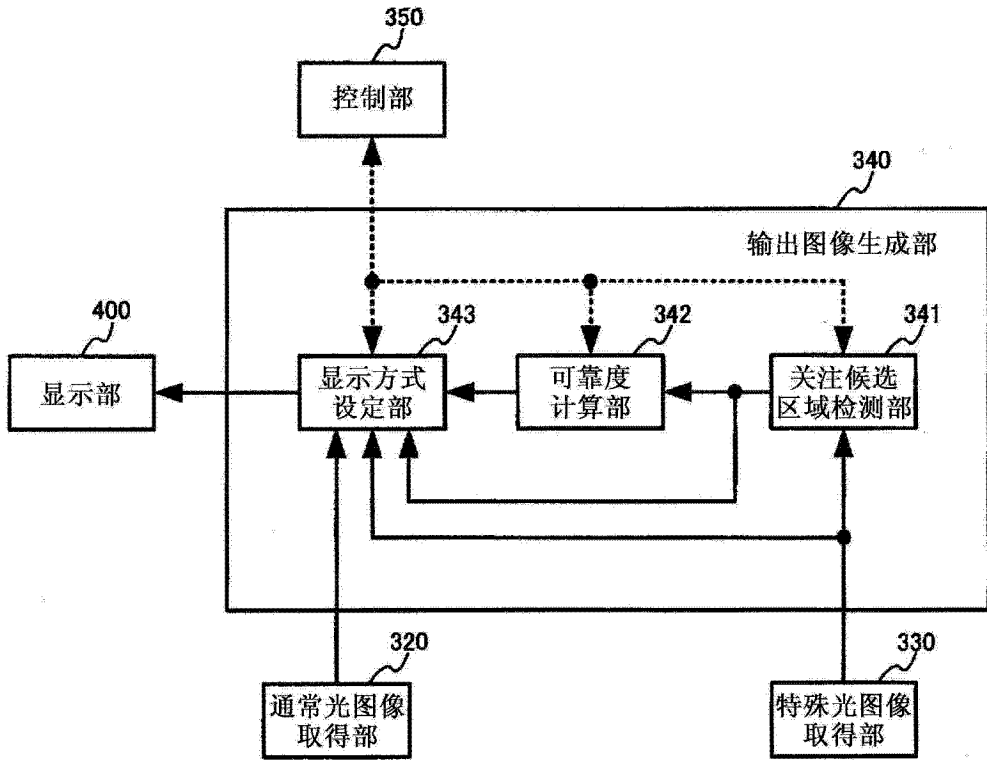 350
控制部
340
输出图像生成部
400
显示部
343
显示方式
设定部
342
可靠度
计算部
341
关注候选
区域检测部
320
通常光图像
取得部
330
特殊光图像
取得部